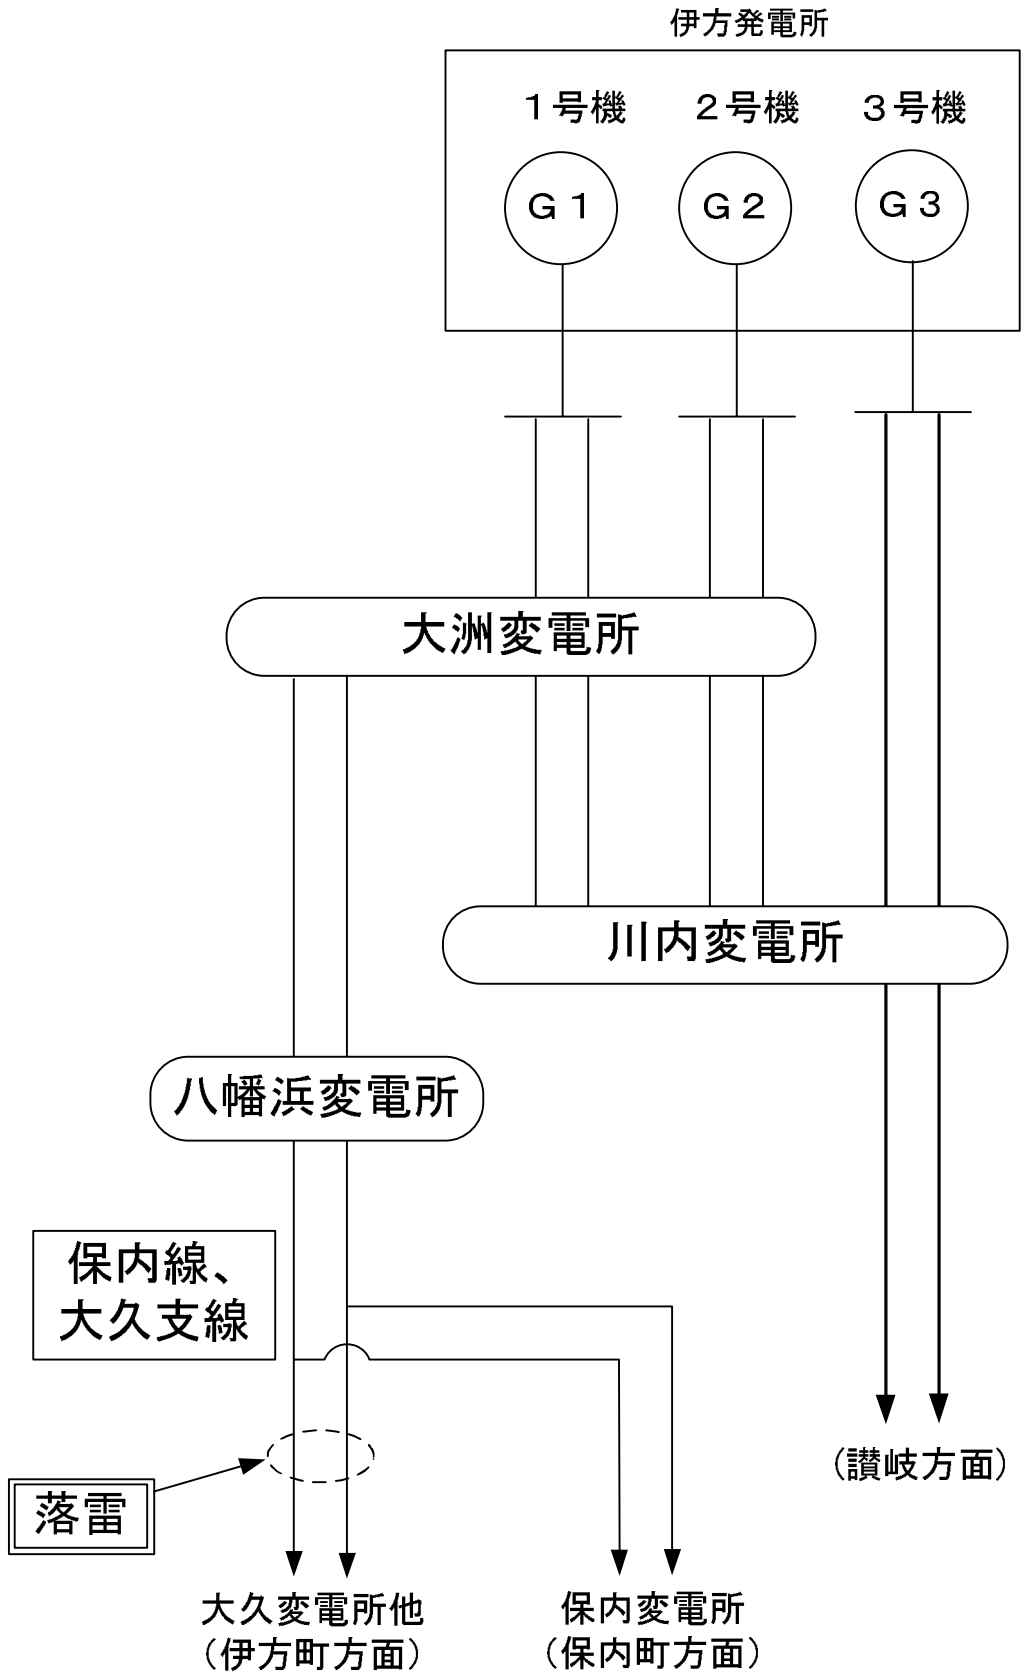 伊方発電所
１号機
２号機
３号機
Ｇ１
Ｇ２
Ｇ３
大洲変電所
川内変電所
八幡浜変電所
保内線、
大久支線
（讃岐方面）
落雷
大久変電所他
（伊方町方面）
保内変電所
（保内町方面）